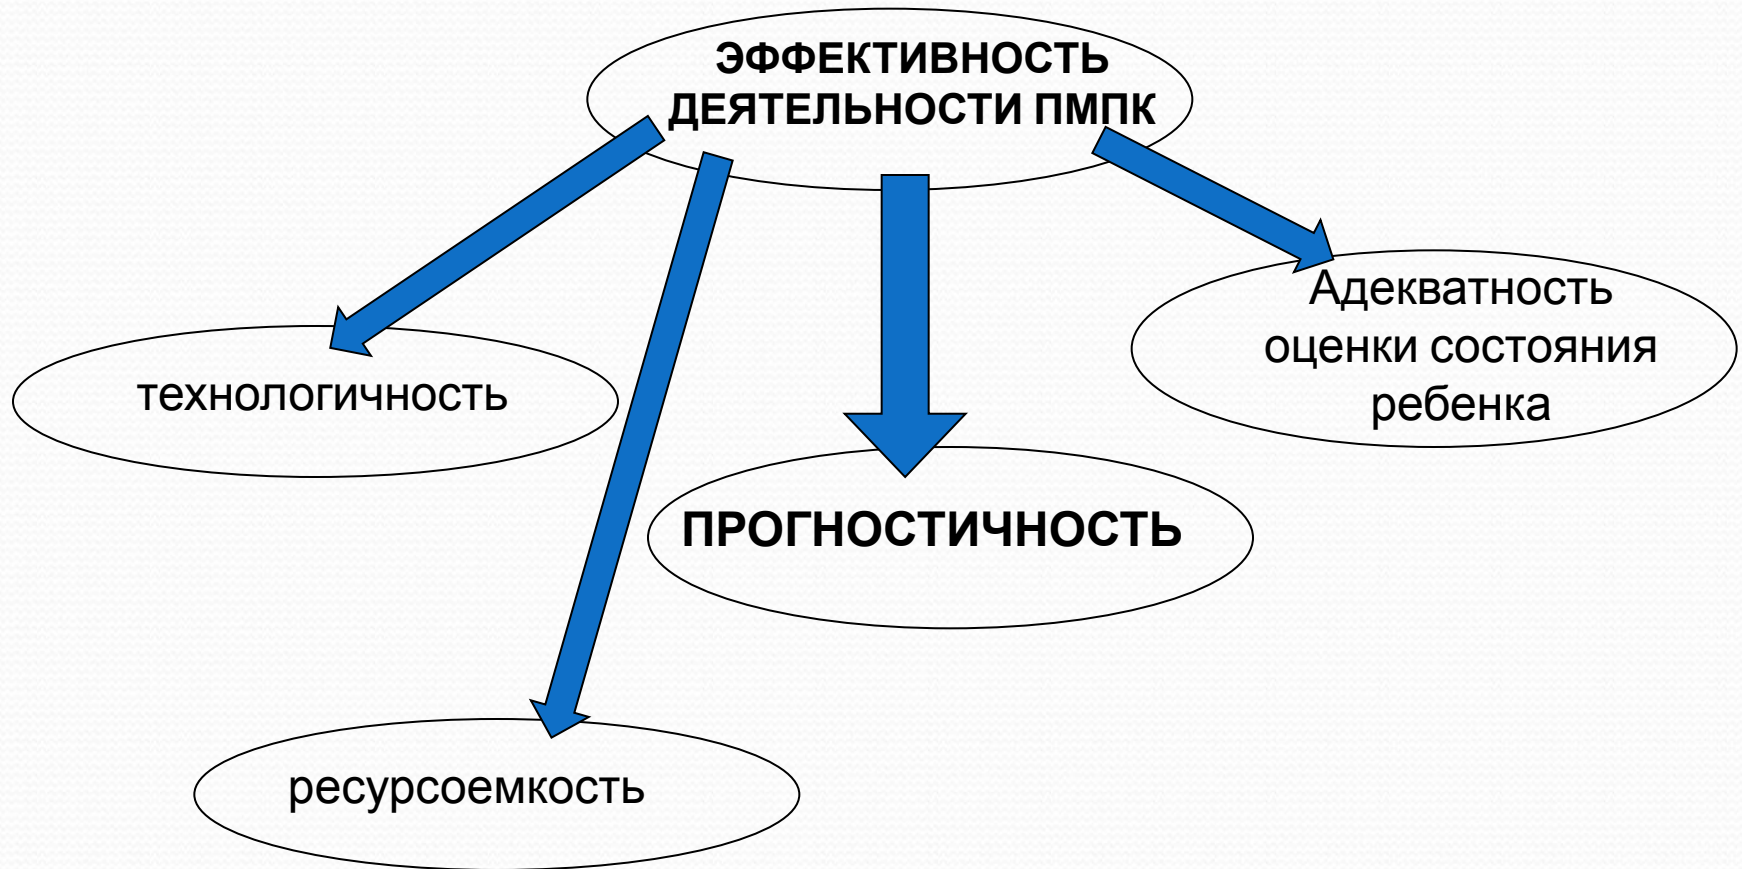 ЭФФЕКТИВНОСТЬ
ДЕЯТЕЛЬНОСТИ ПМПК
Адекватность
оценки состояния
ребенка
технологичность
ПРОГНОСТИЧНОСТЬ
ресурсоемкость